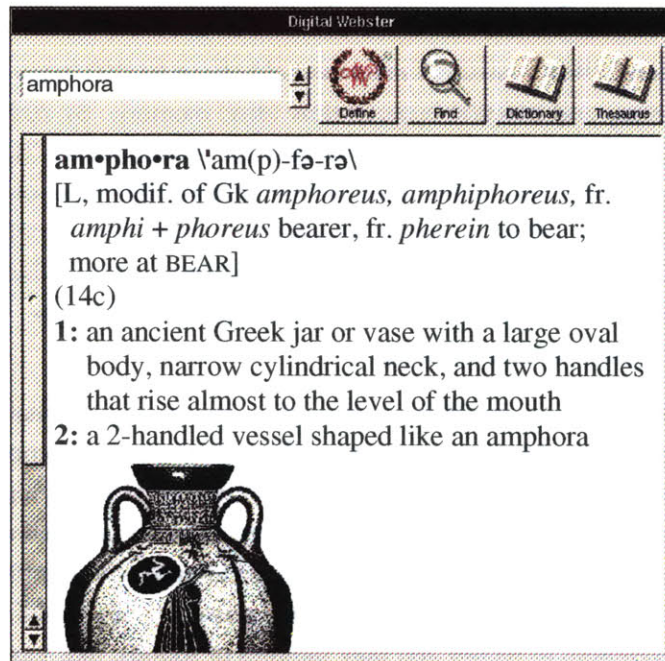 Digital Webster
amphora
Define
Find
Dictionary
Thesaurus
am•pho•ra \'am(p)-fə-rə\
[L, modif. of Gk amphoreus, amphiphoreus, fr.
amphi + phoreus bearer, fr. pherein to bear;
more at BEAR]
(14c)
1: an ancient Greek jar or vase with a large oval
body, narrow cylindrical neck, and two handles
that rise almost to the level of the mouth
2: a 2-handled vessel shaped like an amphora